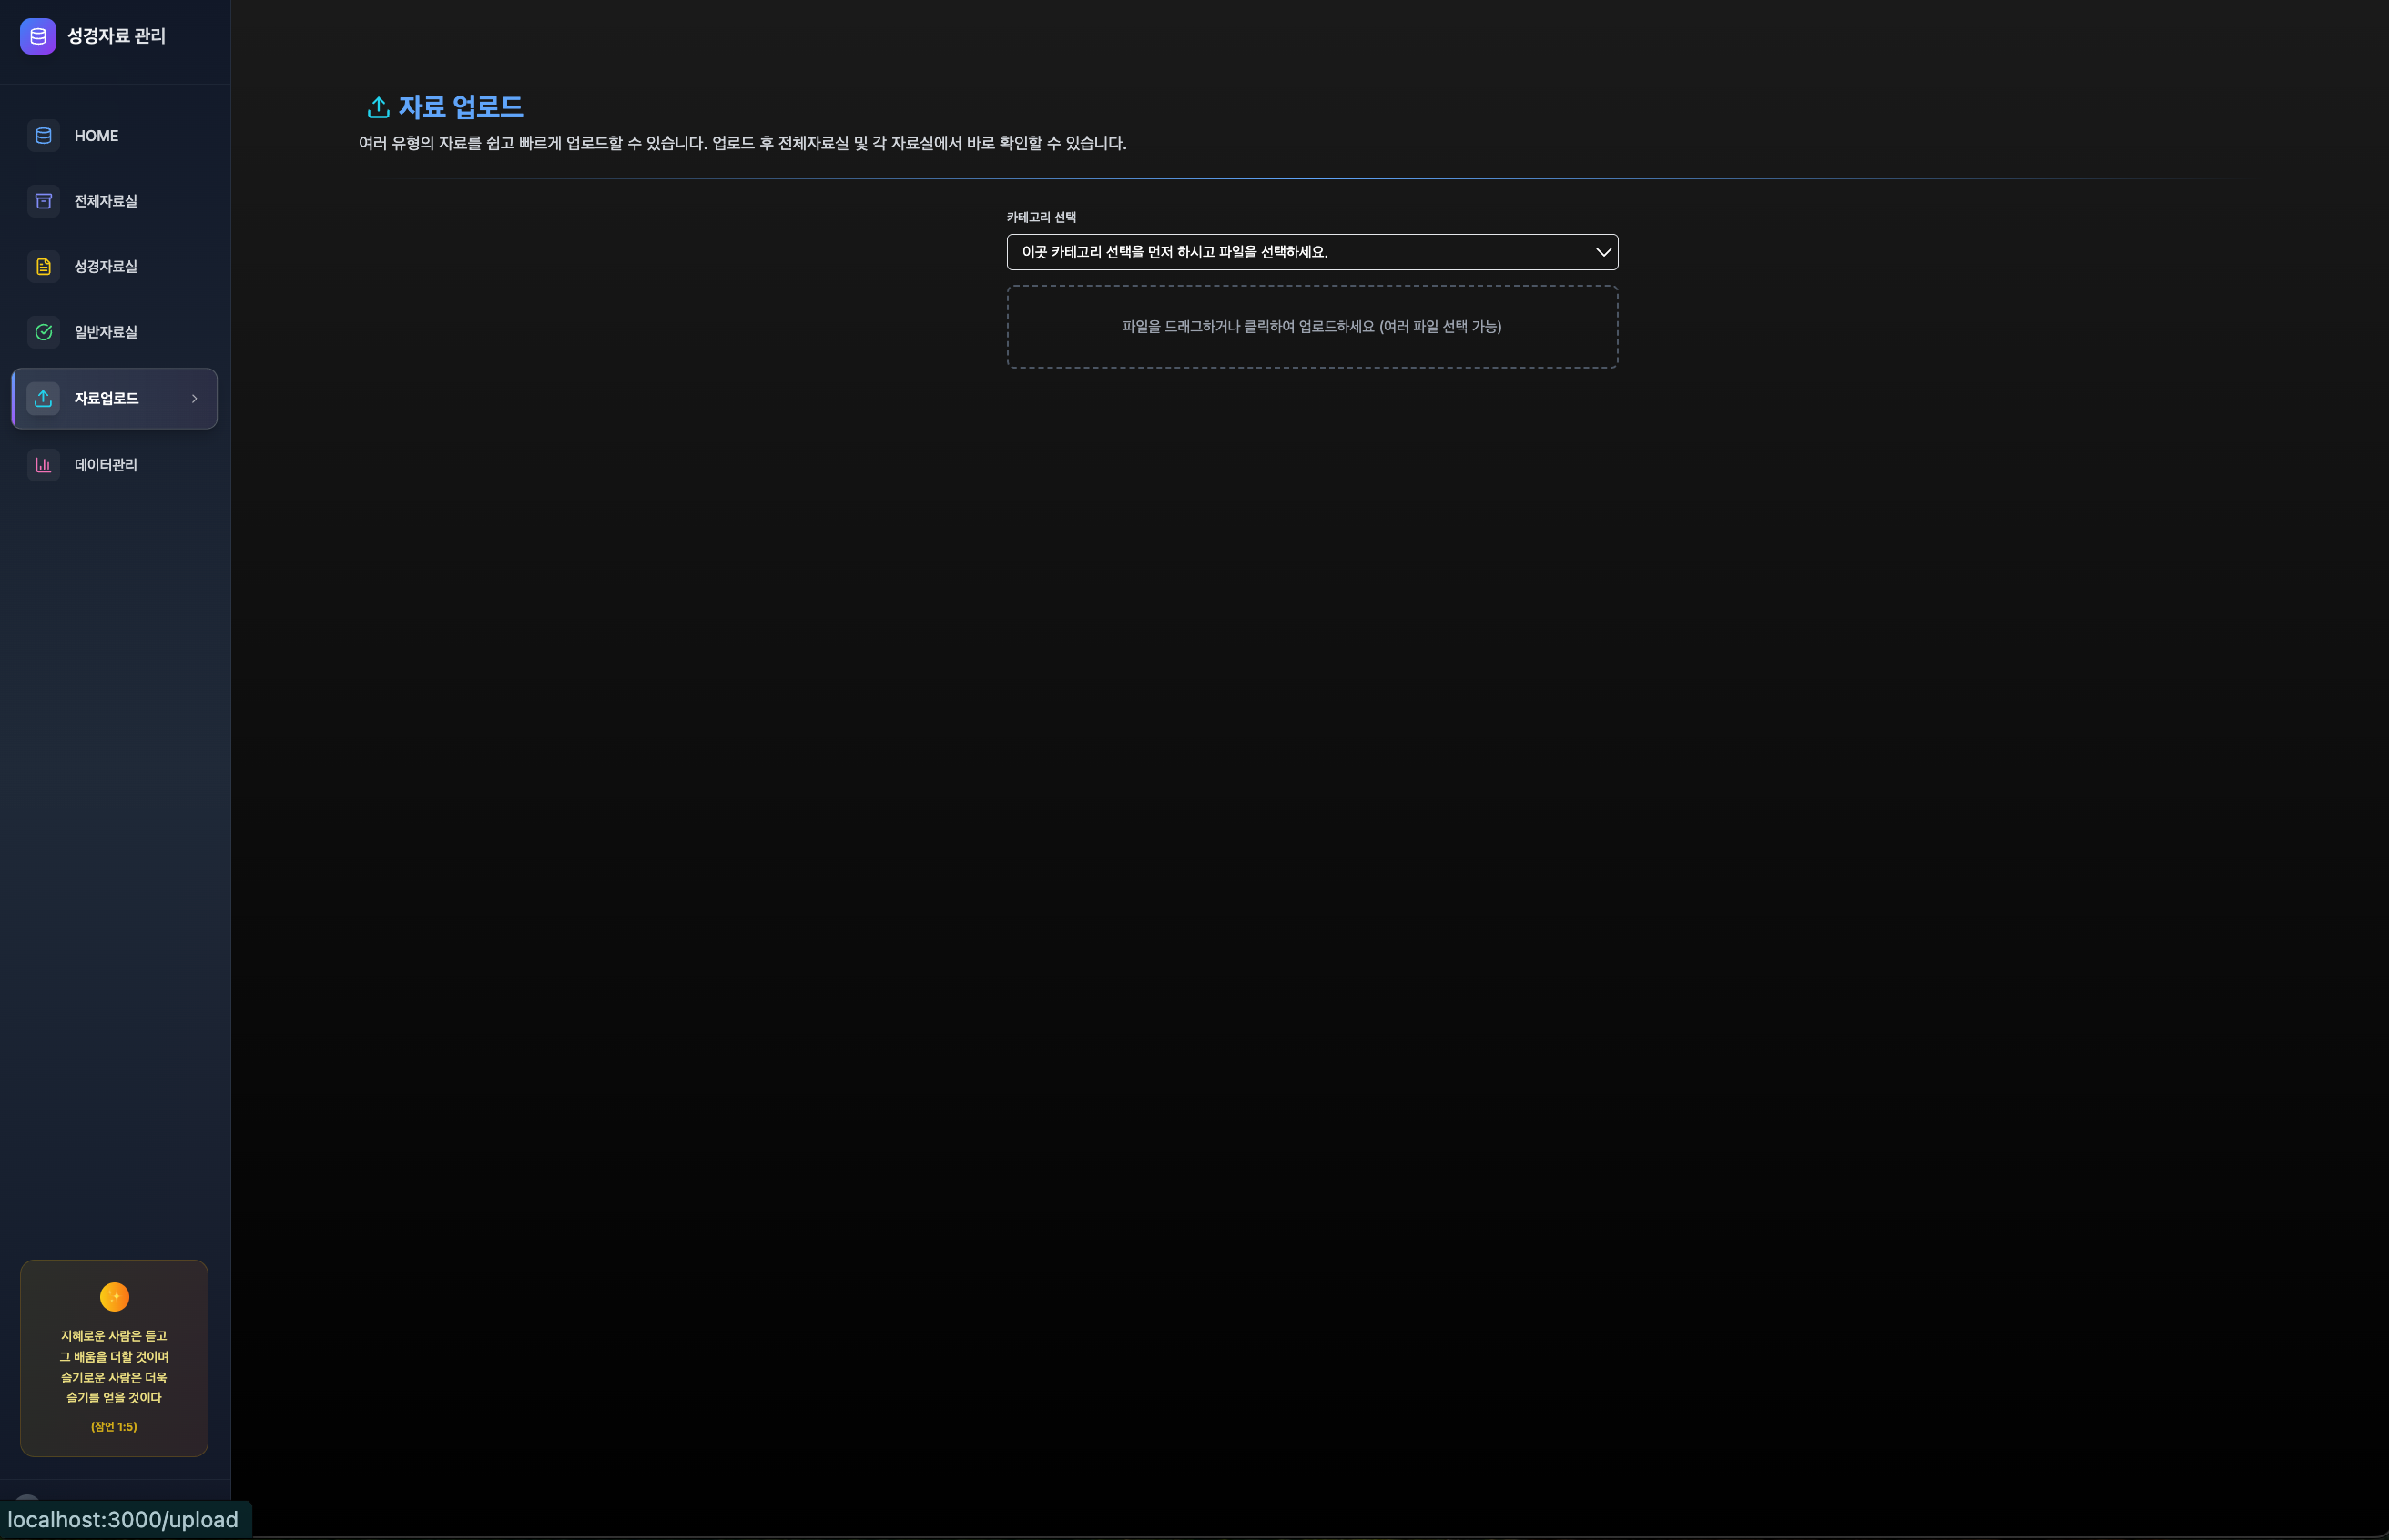 성경자료 관리
HOME
전체자료실
성경자료실
일반자료실
자료업로드
데이터관리
지혜로운 사람은 듣고
그 배움을 더할 것이며
슬기로운 사람은 더욱
슬기를 얻을 것이다
(잠언 1:5)
localhost:3000/upload
자료 업로드
여러 유형의 자료를 쉽고 빠르게 업로드할 수 있습니다. 업로드 후 전체자료실 및 각 자료실에서 바로 확인할 수 있습니다.
카테고리 선택
이곳 카테고리 선택을 먼저 하시고 파일을 선택하세요.
파일을 드래그하거나 클릭하여 업로드하세요 (여러 파일 선택 가능)